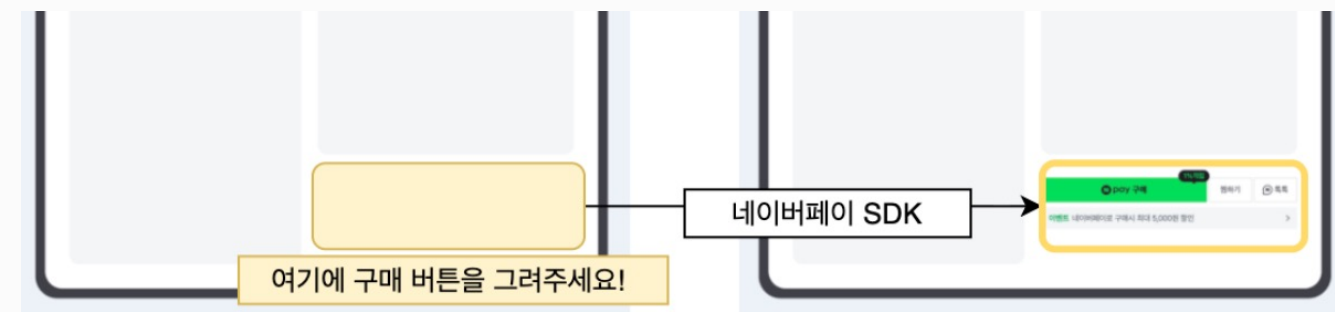 여기에 구매 버튼을 그려주세요!
네이버페이 SDK
pay 구매
찜하기
톡톡
이벤트 네이버페이로 구매시 최대 5,000원 할인